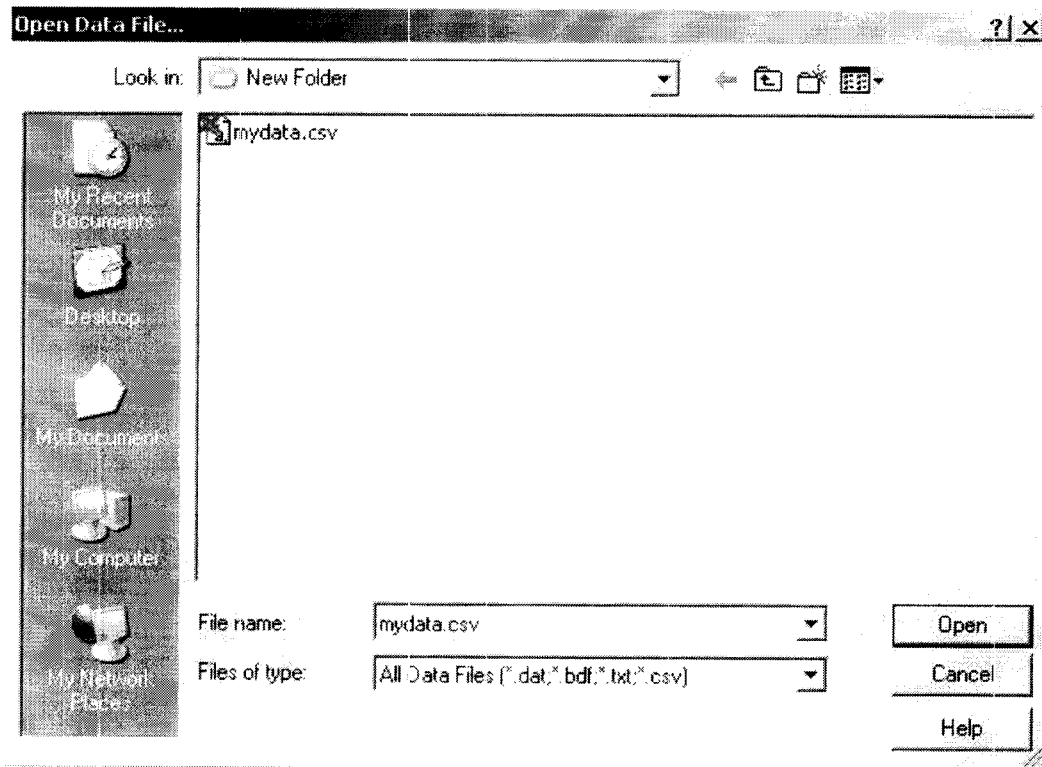 Open Data File...
? ×
Look in: New Folder
mydata.csv
My Recent
Documents
Desktop
My Documents
My Computer
My Network
Places
File name: mydata.csv
Open
Files of type: All Data Files (*.dat;*.bdf;*.txt;*.csv)
Cancel
Help